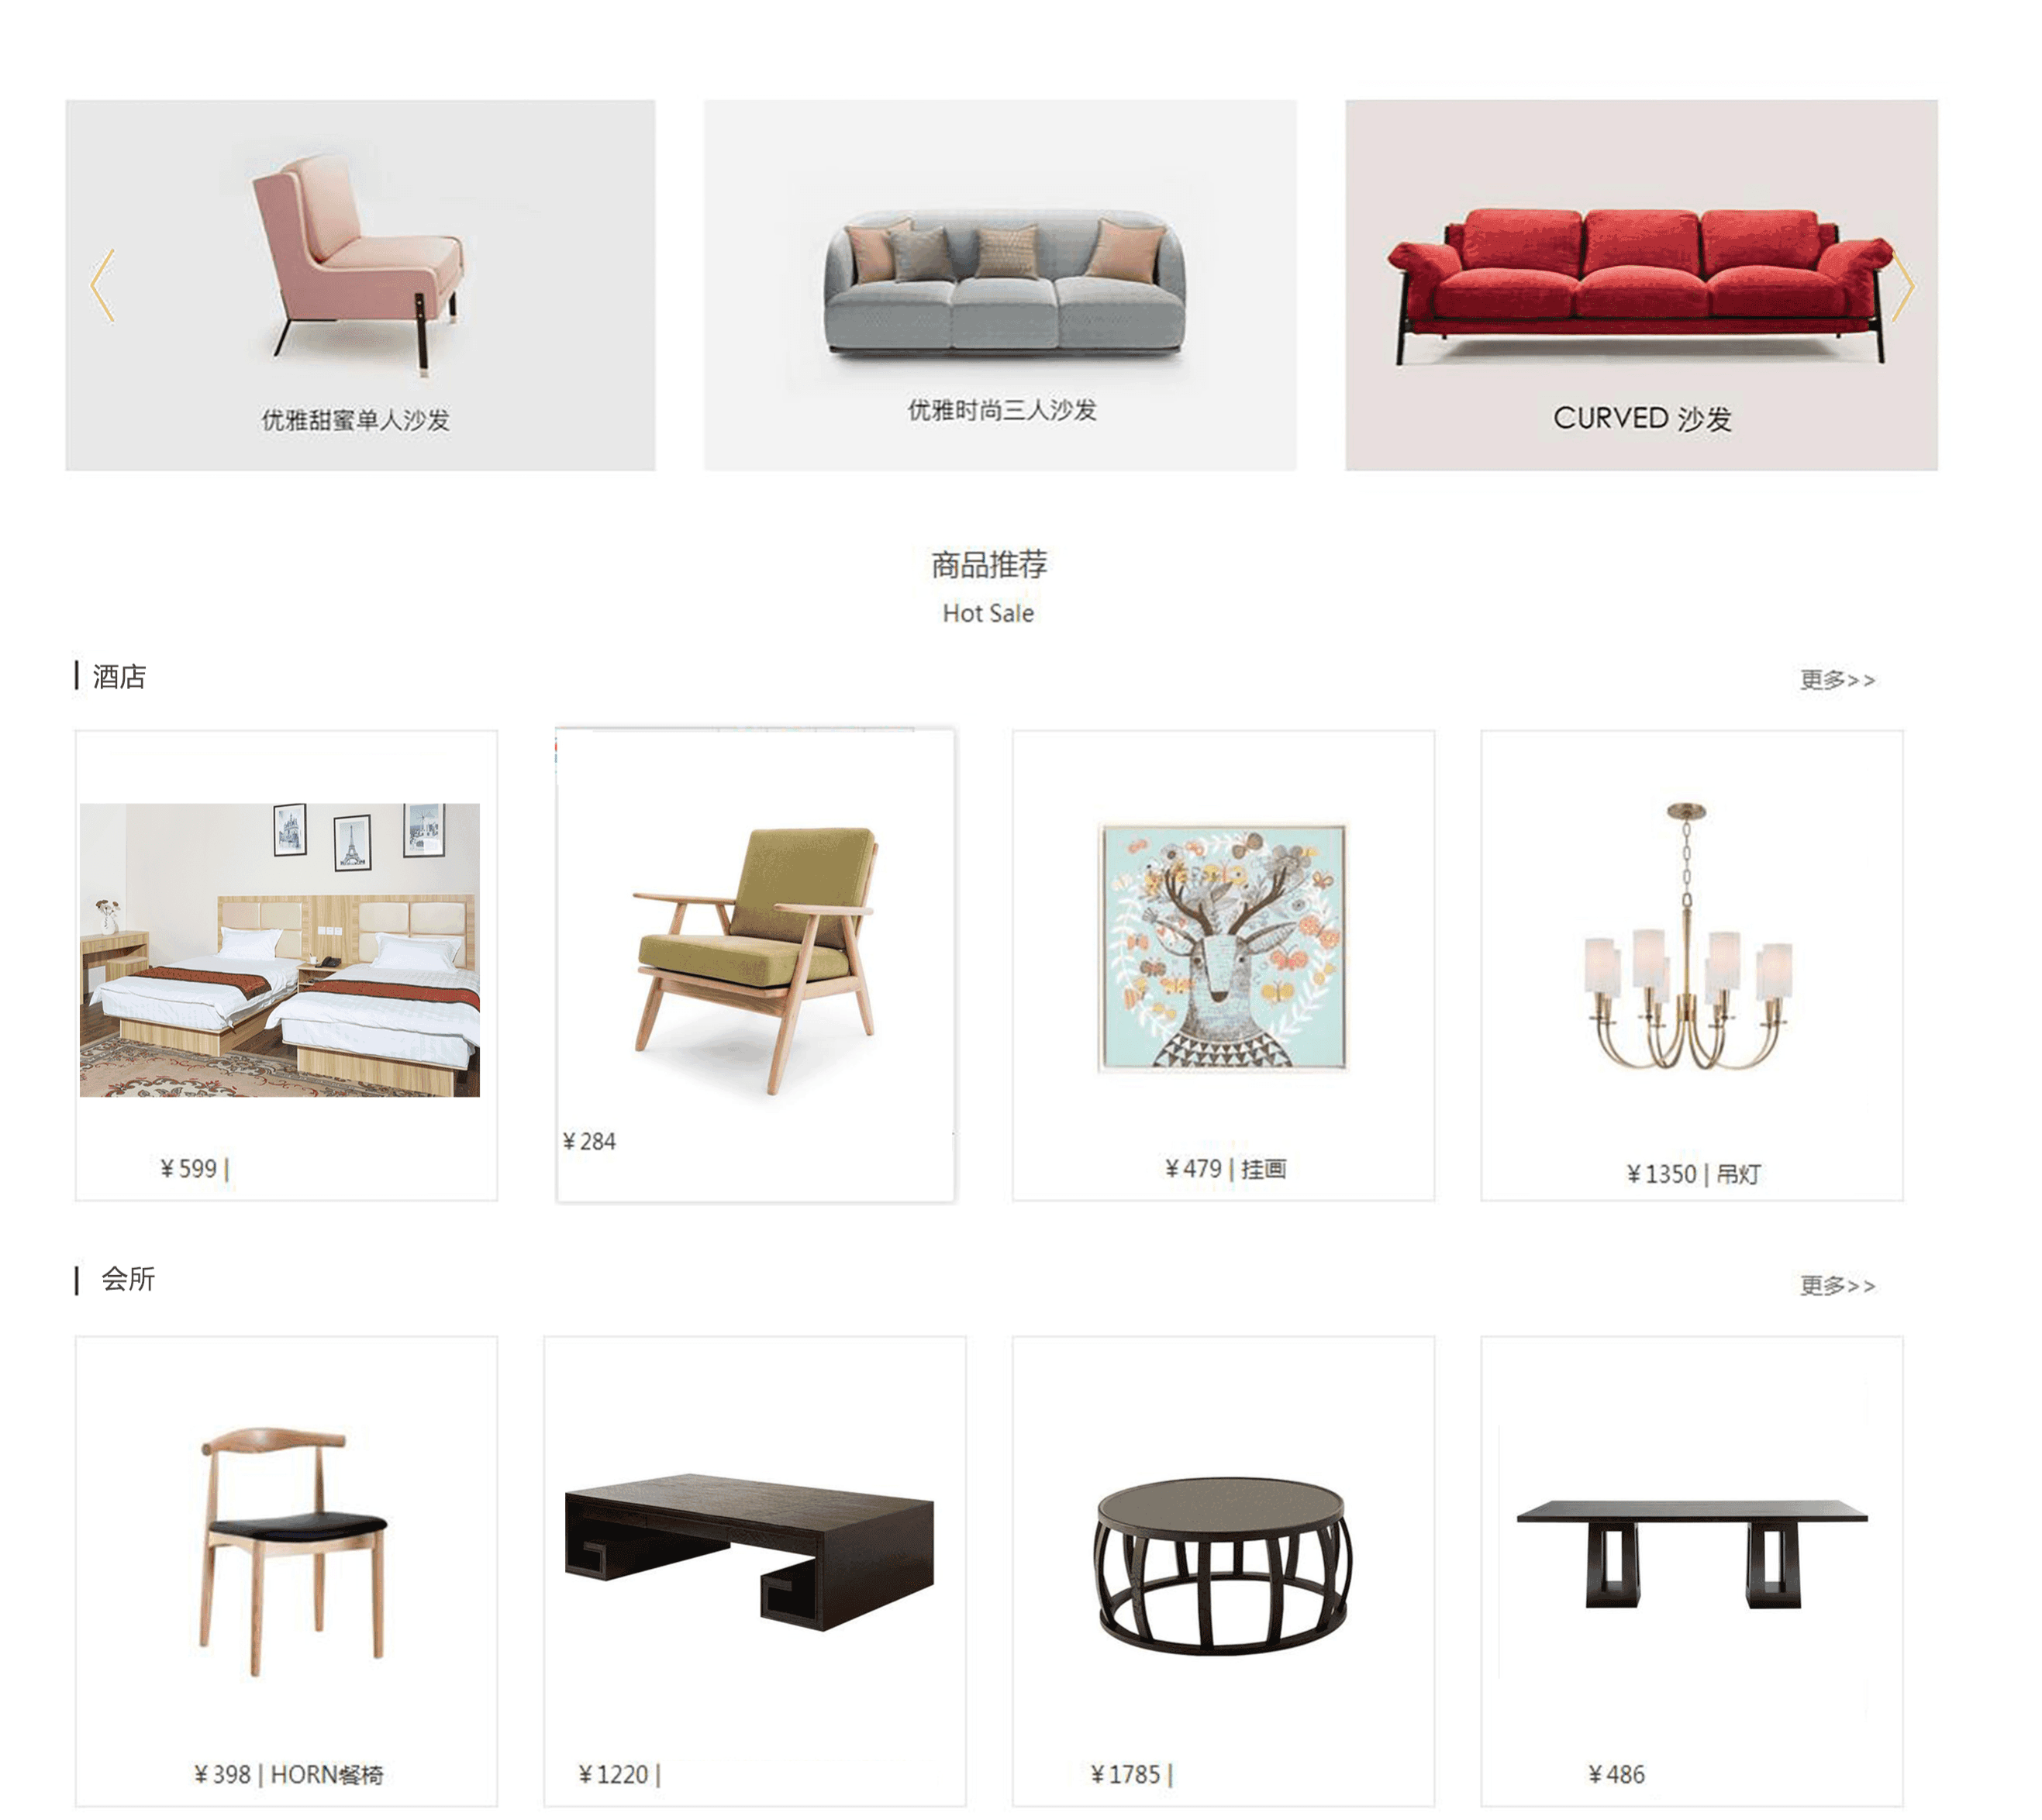 优雅甜蜜单人沙发
优雅时尚三人沙发
CURVED 沙发
商品推荐
Hot Sale
酒店
更多>>
¥599 |
¥284
¥479 | 挂画
¥1350 | 吊灯
会所
更多>>
¥398 | HORN餐椅
¥1220 |
¥1785 |
¥486